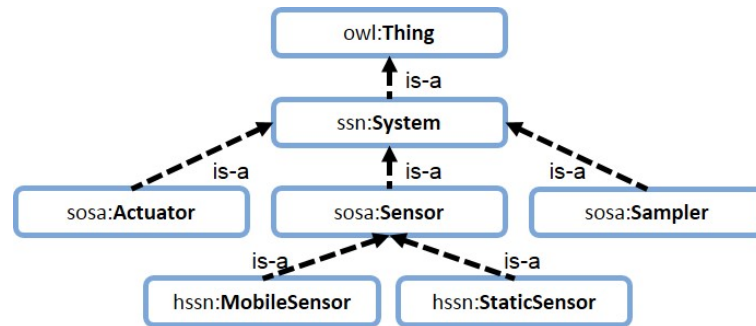 owl:Thing
is-a
ssn:System
is-a is-a is-a
sosa:Actuator sosa:Sensor sosa:Sampler
is-a is-a
hssn:MobileSensor hssn:StaticSensor